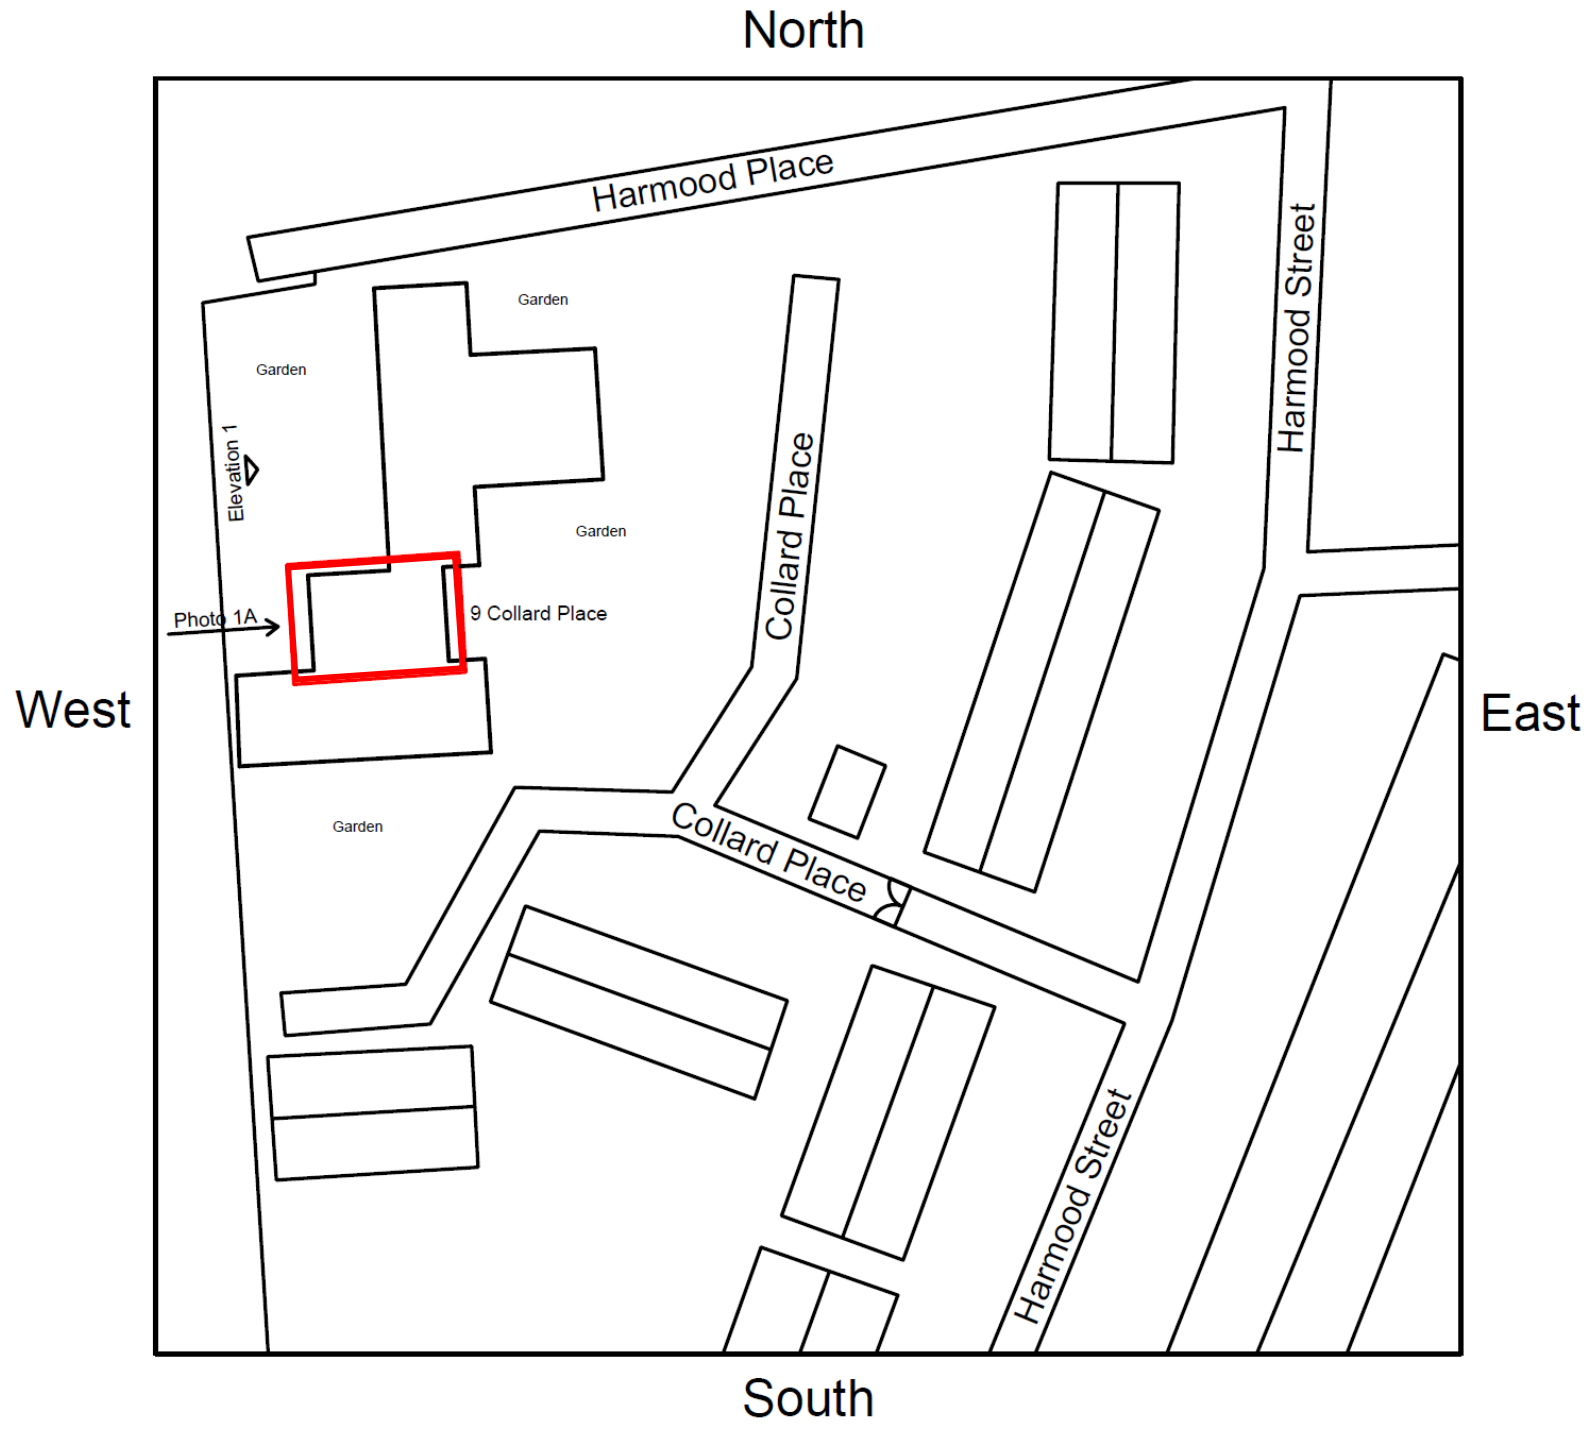 North
Harmood Place
Harmood Street
Garden
Garden
Elevation 1
Collard Place
Garden
Photo 1A
9 Collard Place
West
East
Collard Place
Garden
Harmood Street
South